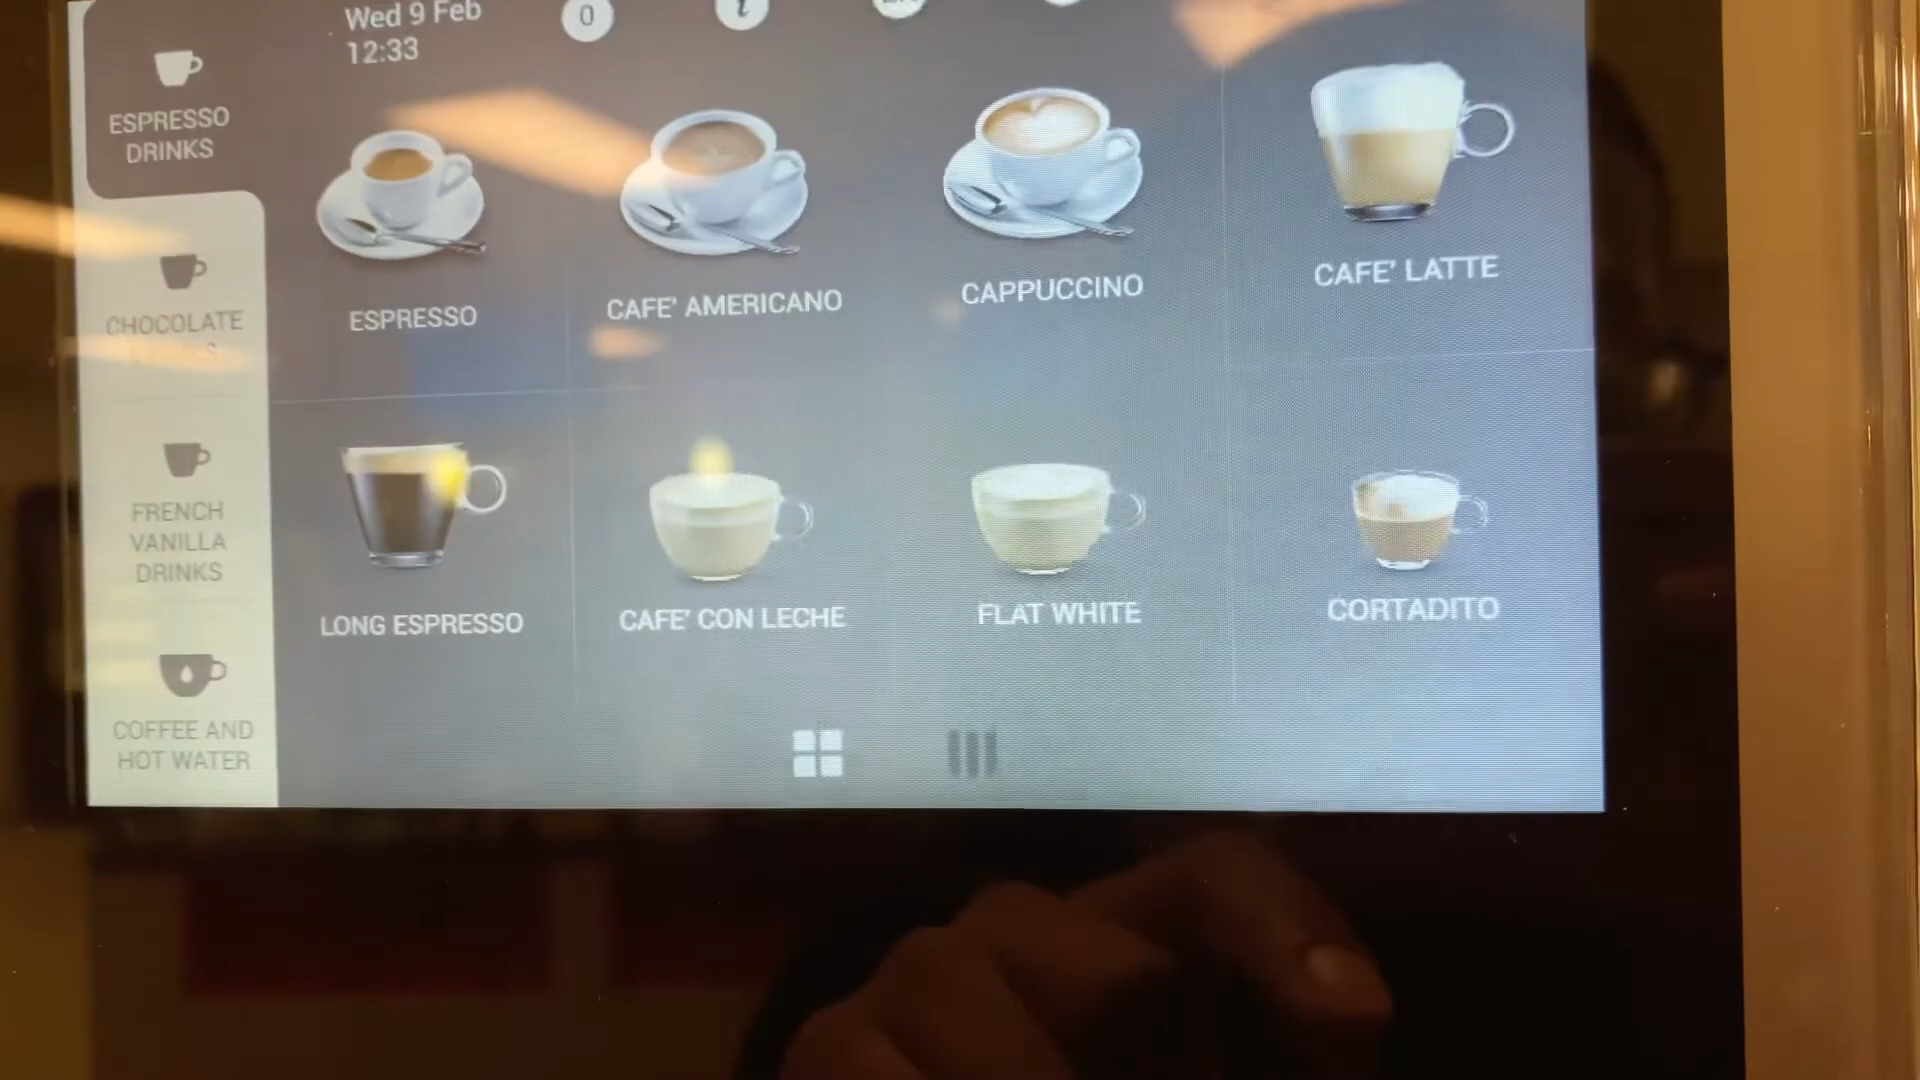 Wed 9 Feb
12:33
0
i
ESPRESSO
DRINKS
CHOCOLATE
FRENCH
VANILLA
DRINKS
COFFEE AND
HOT WATER
ESPRESSO
CAFE' AMERICANO
CAPPUCCINO
CAFE' LATTE
LONG ESPRESSO
CAFE' CON LECHE
FLAT WHITE
CORTADITO